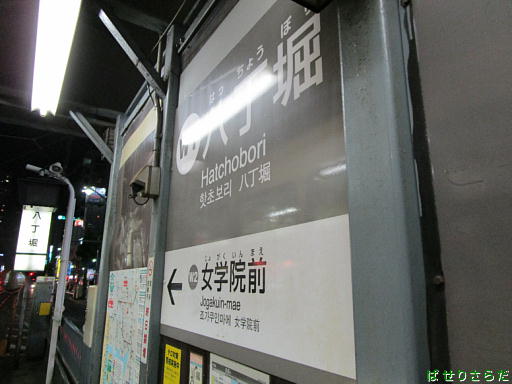 はっちょうぼり
八丁堀
Hatchobori
핫초보리 八丁堀
じょがくいんまえ
← W2 女学院前
Jogakuin-mae
조가쿠인마에 女学院前
八丁堀
ぱせりさらだ